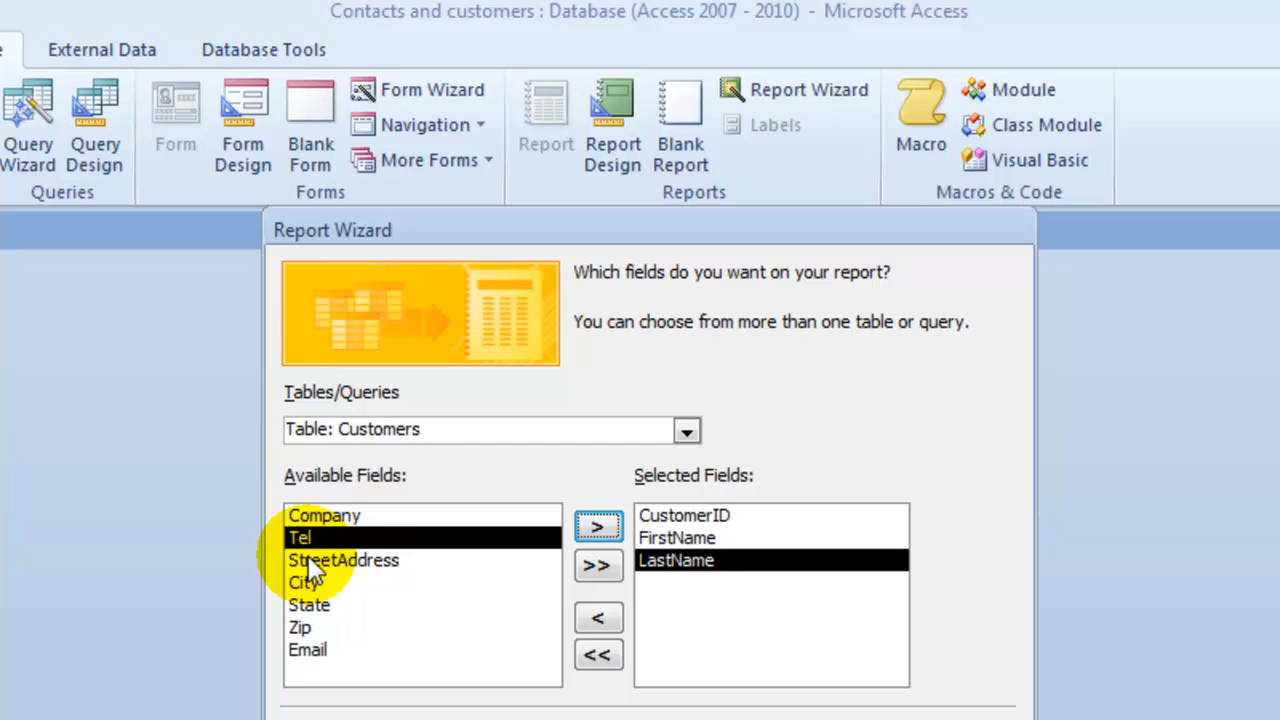 Contacts and customers : Database (Access 2007 - 2010) - Microsoft Access
External Data
Database Tools
Query Wizard
Query Design
Queries
Form
Form Design
Blank Form
Form Wizard
Navigation
More Forms
Forms
Report
Report Design
Blank Report
Report Wizard
Labels
Reports
Macro
Module
Class Module
Visual Basic
Macros & Code
Report Wizard
Which fields do you want on your report?
You can choose from more than one table or query.
Tables/Queries
Table: Customers
Available Fields:
Company
Tel
StreetAddress
City
State
Zip
Email
>
>>
<
<<
Selected Fields:
CustomerID
FirstName
LastName